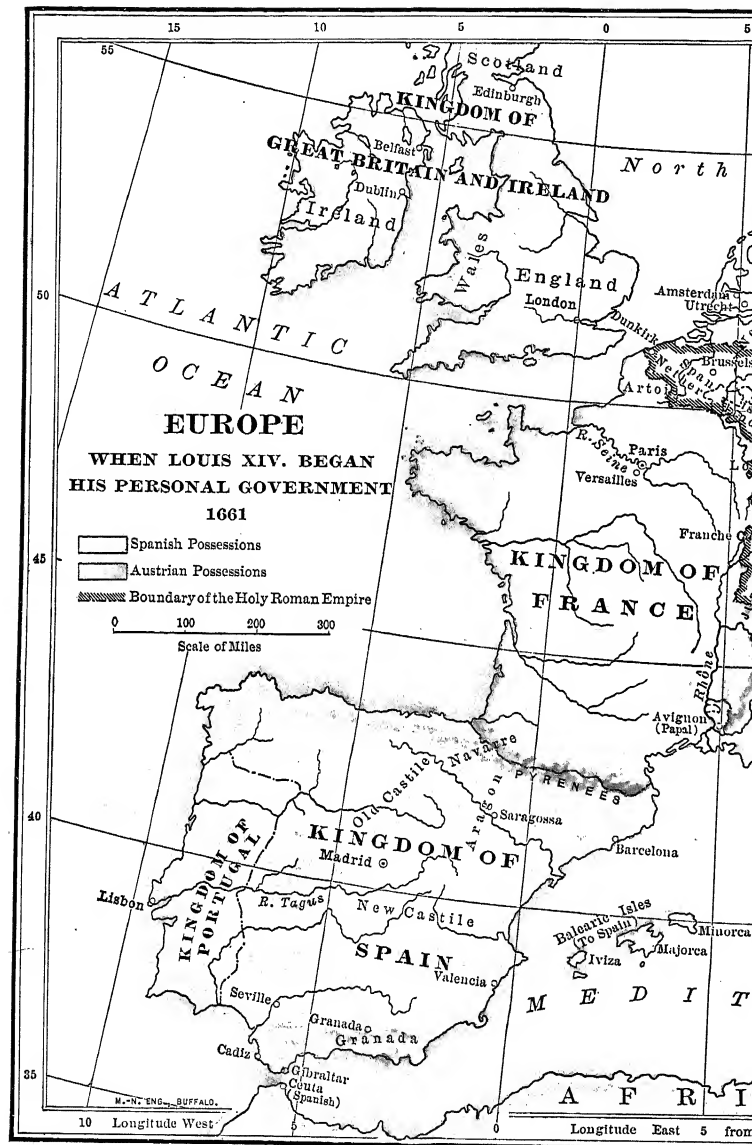 15 10 5 0 5
55
Scotland
Edinburgh
KINGDOM OF
GREAT BRITAIN AND IRELAND
North
Belfast
Dublin
Ireland
Wales
England
London
Amsterdam
Utrecht
50
ATLANTIC
OCEAN
Dunkirk
Brussels
Span.
Nether
Artois
EUROPE
WHEN LOUIS XIV. BEGAN
HIS PERSONAL GOVERNMENT
1661
Spanish Possessions
Austrian Possessions
Boundary of the Holy Roman Empire
0 100 200 300
Scale of Miles
R. Seine
Paris
Versailles
Lo
Franche
45
KINGDOM OF
FRANCE
Rhône
Avignon
(Papal)
Navarre
PYRENEES
Old Castile
Aragon
Saragossa
40
KINGDOM OF
Madrid
Barcelona
KINGDOM OF
PORTUGAL
Lisbon
R. Tagus
New Castile
SPAIN
Valencia
Balearic Isles
(To Spain)
Minorca
Majorca
Iviza
MEDIT
Seville
Granada
Granada
Cadiz
Gibraltar
Ceuta
(Spanish)
35
AFRI
M.-N. ENG., BUFFALO.
10 Longitude West 5 0 Longitude East 5 from